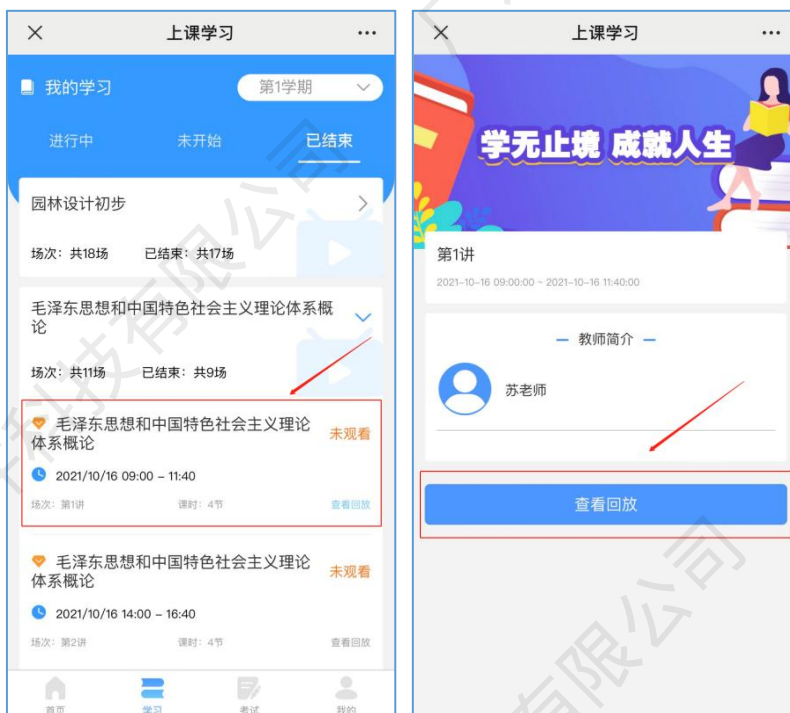 上课学习
我的学习
第1学期
进行中
未开始
已结束
园林设计初步
场次：共18场
已结束：共17场
毛泽东思想和中国特色社会主义理论体系概
论
场次：共11场
已结束：共9场
毛泽东思想和中国特色社会主义理论
体系概论
未观看
2021/10/16 09:00 – 11:40
场次：第1讲
课时：4节
查看回放
毛泽东思想和中国特色社会主义理论
体系概论
未观看
2021/10/16 14:00 – 16:40
场次：第2讲
课时：4节
查看回放
首页
学习
考试
我的
上课学习
学无止境 成就人生
第1讲
2021-10-16 09:00:00 ~ 2021-10-16 11:40:00
教师简介
苏老师
查看回放
科技有限公司
有限公司